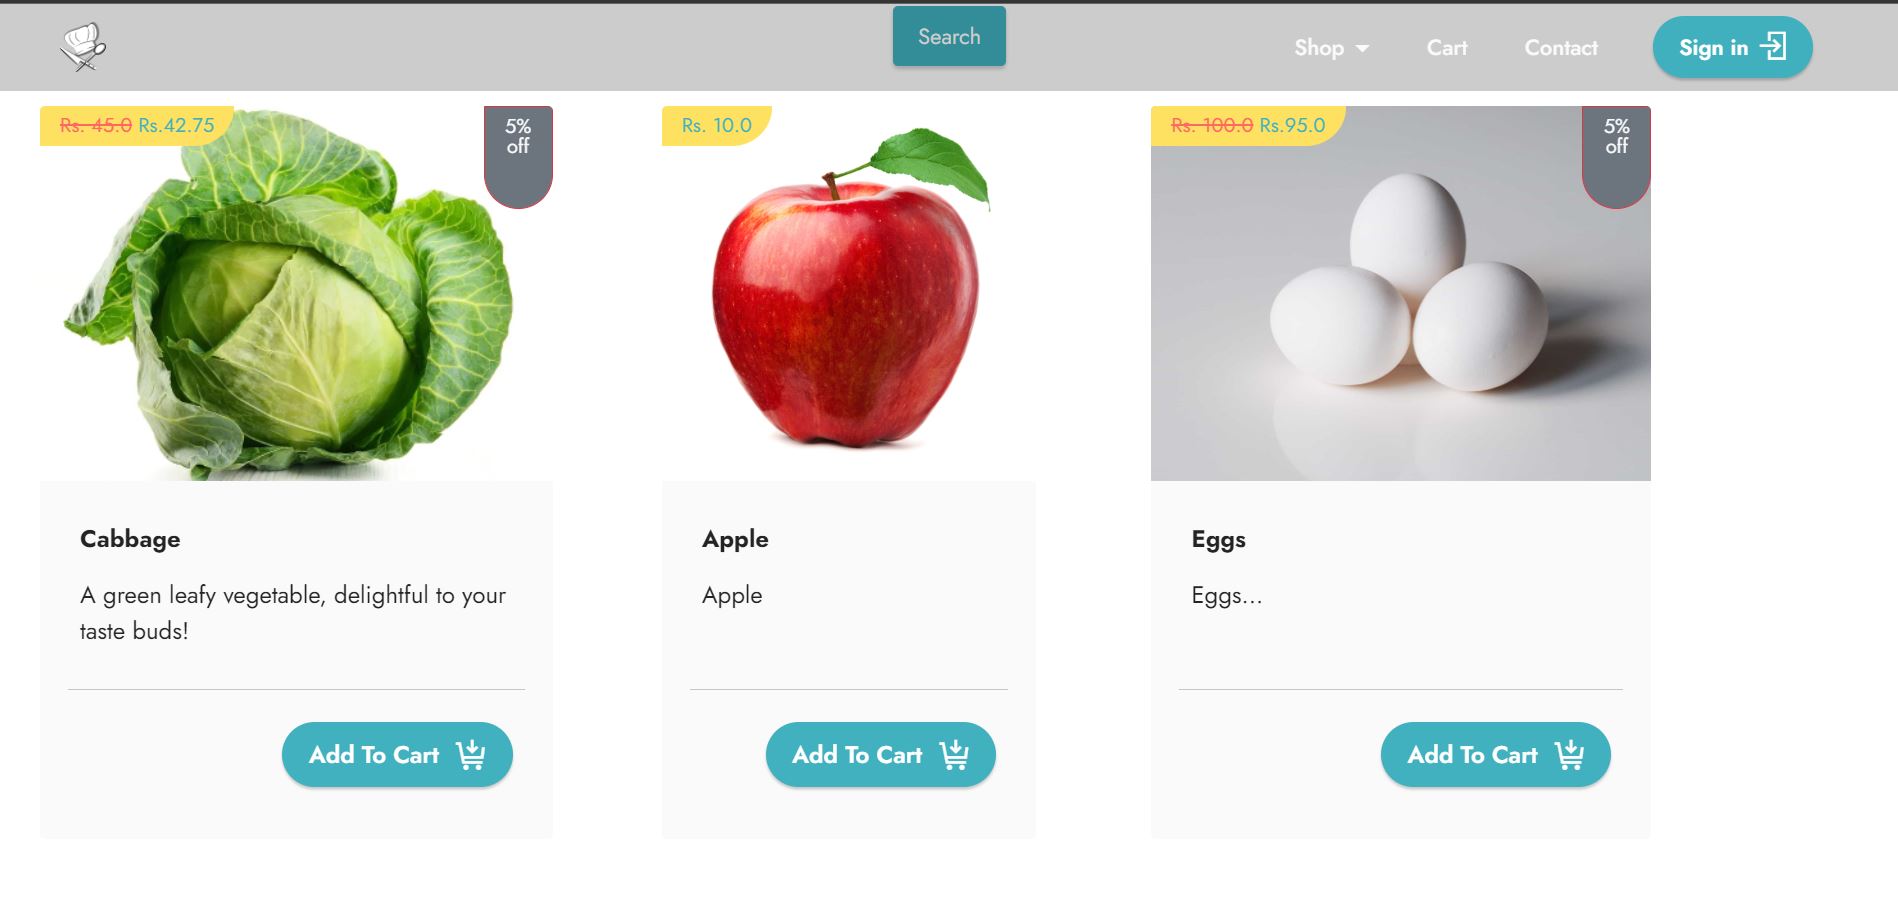 Search
Shop
Cart
Contact
Sign in
Rs. 45.0 Rs.42.75
5%
off
Rs. 10.0
Rs. 100.0 Rs.95.0
5%
off
Cabbage
A green leafy vegetable, delightful to your
taste buds!
Add To Cart
Apple
Apple
Add To Cart
Eggs
Eggs...
Add To Cart